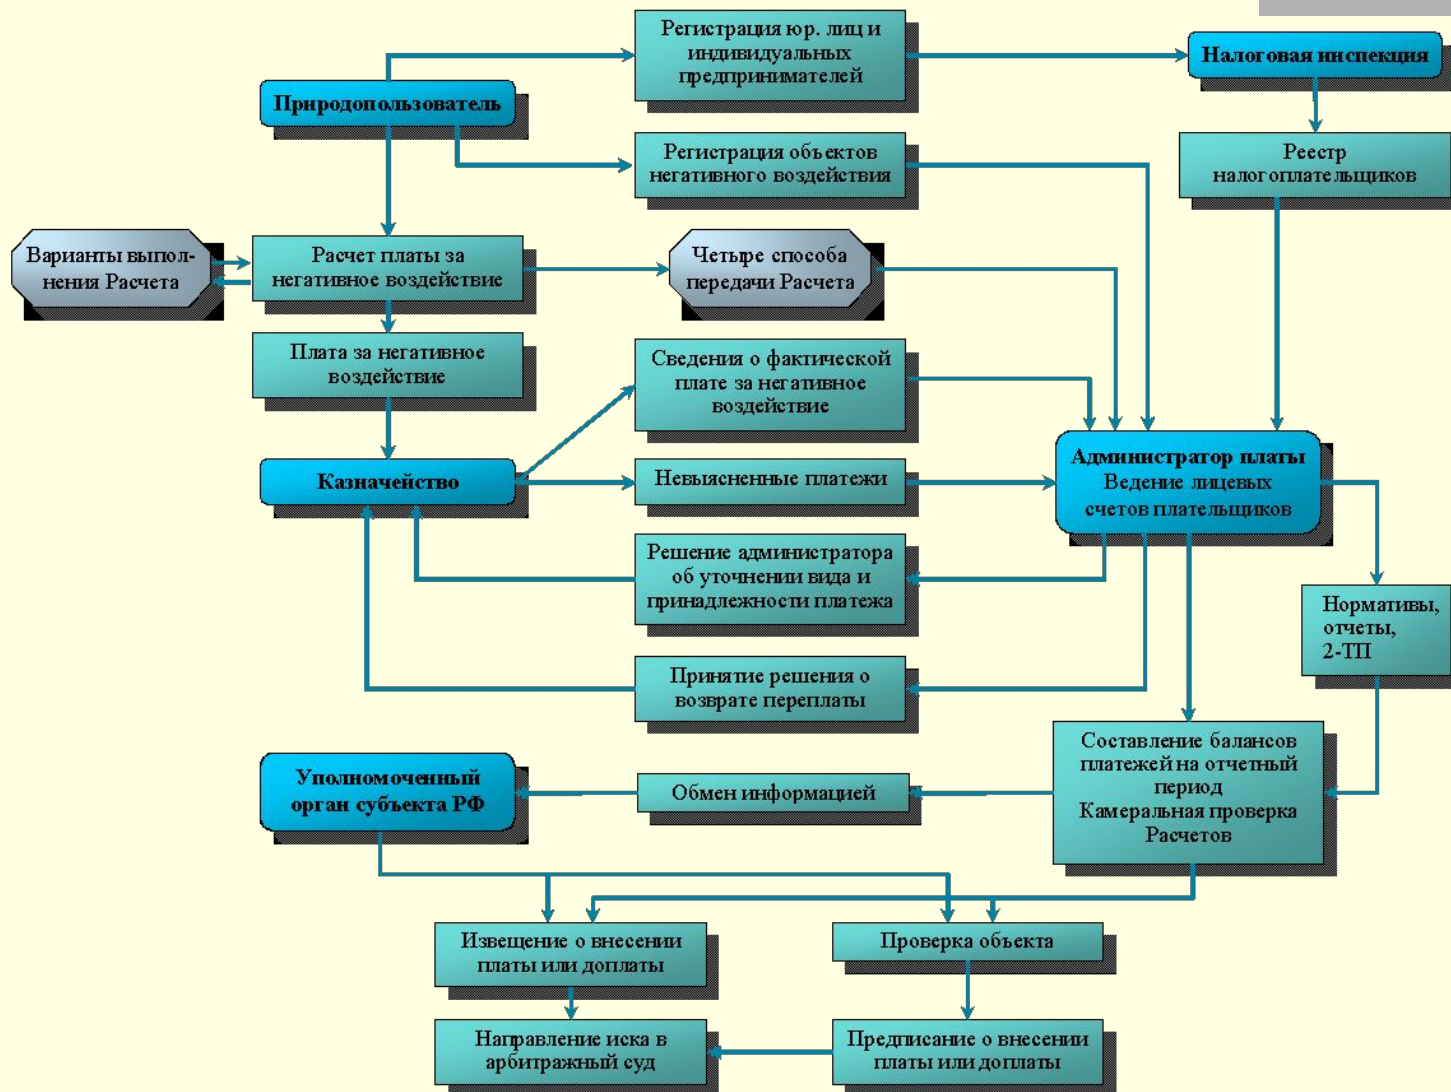 Регистрация юр. лиц и
индивидуальных
предпринимателей
Налоговая инспекция
Природопользователь
Регистрация объектов
негативного воздействия
Реестр
налогоплательщиков
Варианты выпол-
нения Расчета
Расчет платы за
негативное воздействие
Четыре способа
передачи Расчета
Плата за негативное
воздействие
Сведения о фактической
плате за негативное
воздействие
Казначейство
Невыясненные платежи
Администратор платы
Ведение лицевых
счетов плательщиков
Решение администратора
об уточнении вида и
принадлежности платежа
Нормативы,
отчеты,
2-ТП
Принятие решения о
возврате переплаты
Составление балансов
платежей на отчетный
период
Камеральная проверка
Расчетов
Уполномоченный
орган субъекта РФ
Обмен информацией
Извещение о внесении
платы или доплаты
Проверка объекта
Направление иска в
арбитражный суд
Предписание о внесении
платы или доплаты